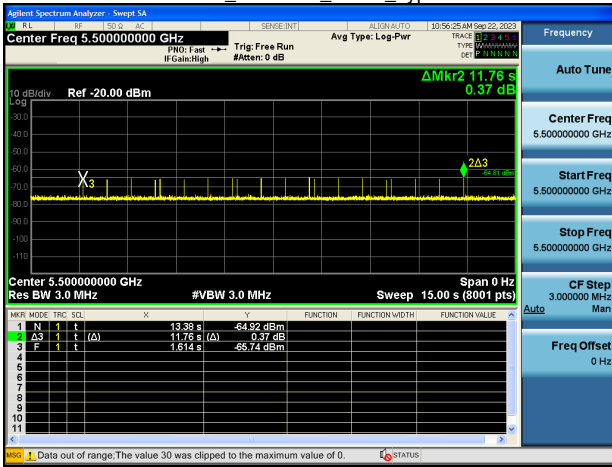 Agilent Spectrum Analyzer - Swept SA
RL RF 50 Ω AC SENSE:INT ALIGN AUTO 10:56:25 AM Sep 22, 2023
Center Freq 5.500000000 GHz
PNO: Fast
IFGain:High
Trig: Free Run
#Atten: 0 dB
Avg Type: Log-Pwr
TRACE 1 2 3 4 5 6
TYPE WWWWWW
DET P N N N N N
ΔMkr2 11.76 s
0.37 dB
10 dB/div Ref -20.00 dBm
Log
-30.0
-40.0
-50.0
-60.0
-70.0
-80.0
-90.0
-100
-110
X3
2Δ3
-64.81 dBm
Center 5.500000000 GHz Span 0 Hz
Res BW 3.0 MHz #VBW 3.0 MHz Sweep 15.00 s (8001 pts)
MKR MODE TRC SCL X Y FUNCTION FUNCTION WIDTH FUNCTION VALUE
1 N 1 t 13.38 s -64.92 dBm
2 Δ3 1 t (Δ) 11.76 s (Δ) 0.37 dB
3 F 1 t 1.614 s -65.74 dBm
4
5
6
7
8
9
10
11
MSG Data out of range;The value 30 was clipped to the maximum value of 0. STATUS
Frequency
Auto Tune
Center Freq
5.500000000 GHz
Start Freq
5.500000000 GHz
Stop Freq
5.500000000 GHz
CF Step
3.000000 MHz
Auto Man
Freq Offset
0 Hz